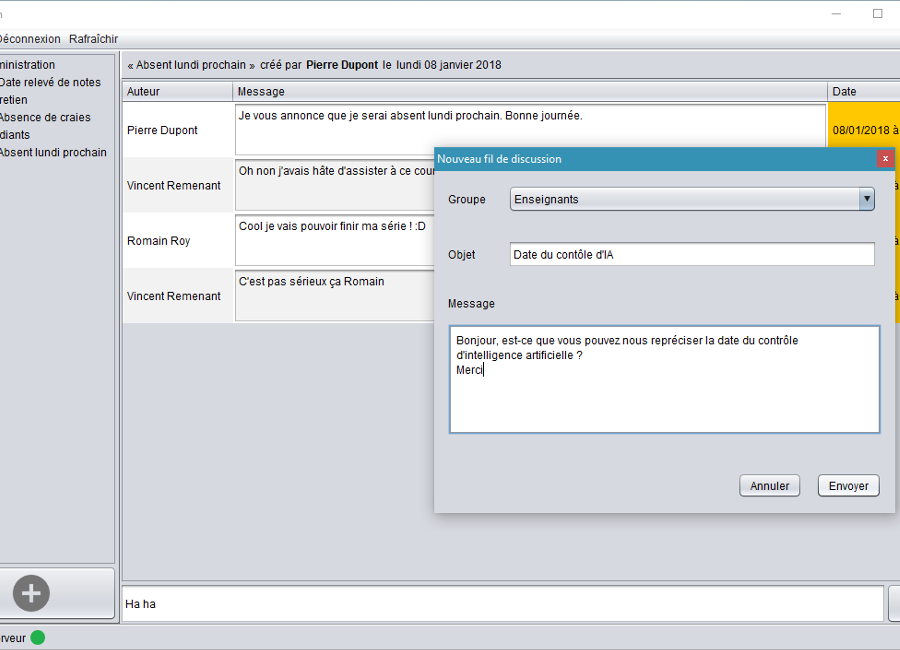 Déconnexion Rafraîchir
ministration
Date relevé de notes
retien
Absence de craies
diants
Absent lundi prochain
« Absent lundi prochain » créé par Pierre Dupont le lundi 08 janvier 2018
Auteur Message Date
Pierre Dupont Je vous annonce que je serai absent lundi prochain. Bonne journée. 08/01/2018 à
Vincent Remenant Oh non j'avais hâte d'assister à ce cour à
Romain Roy Cool je vais pouvoir finir ma série ! :D à
Vincent Remenant C'est pas sérieux ça Romain à
Nouveau fil de discussion x
Groupe Enseignants
Objet Date du contôle d'IA
Message
Bonjour, est-ce que vous pouvez nous repréciser la date du contrôle
d'intelligence artificielle ?
Merci
Annuler Envoyer
Ha ha
rveur